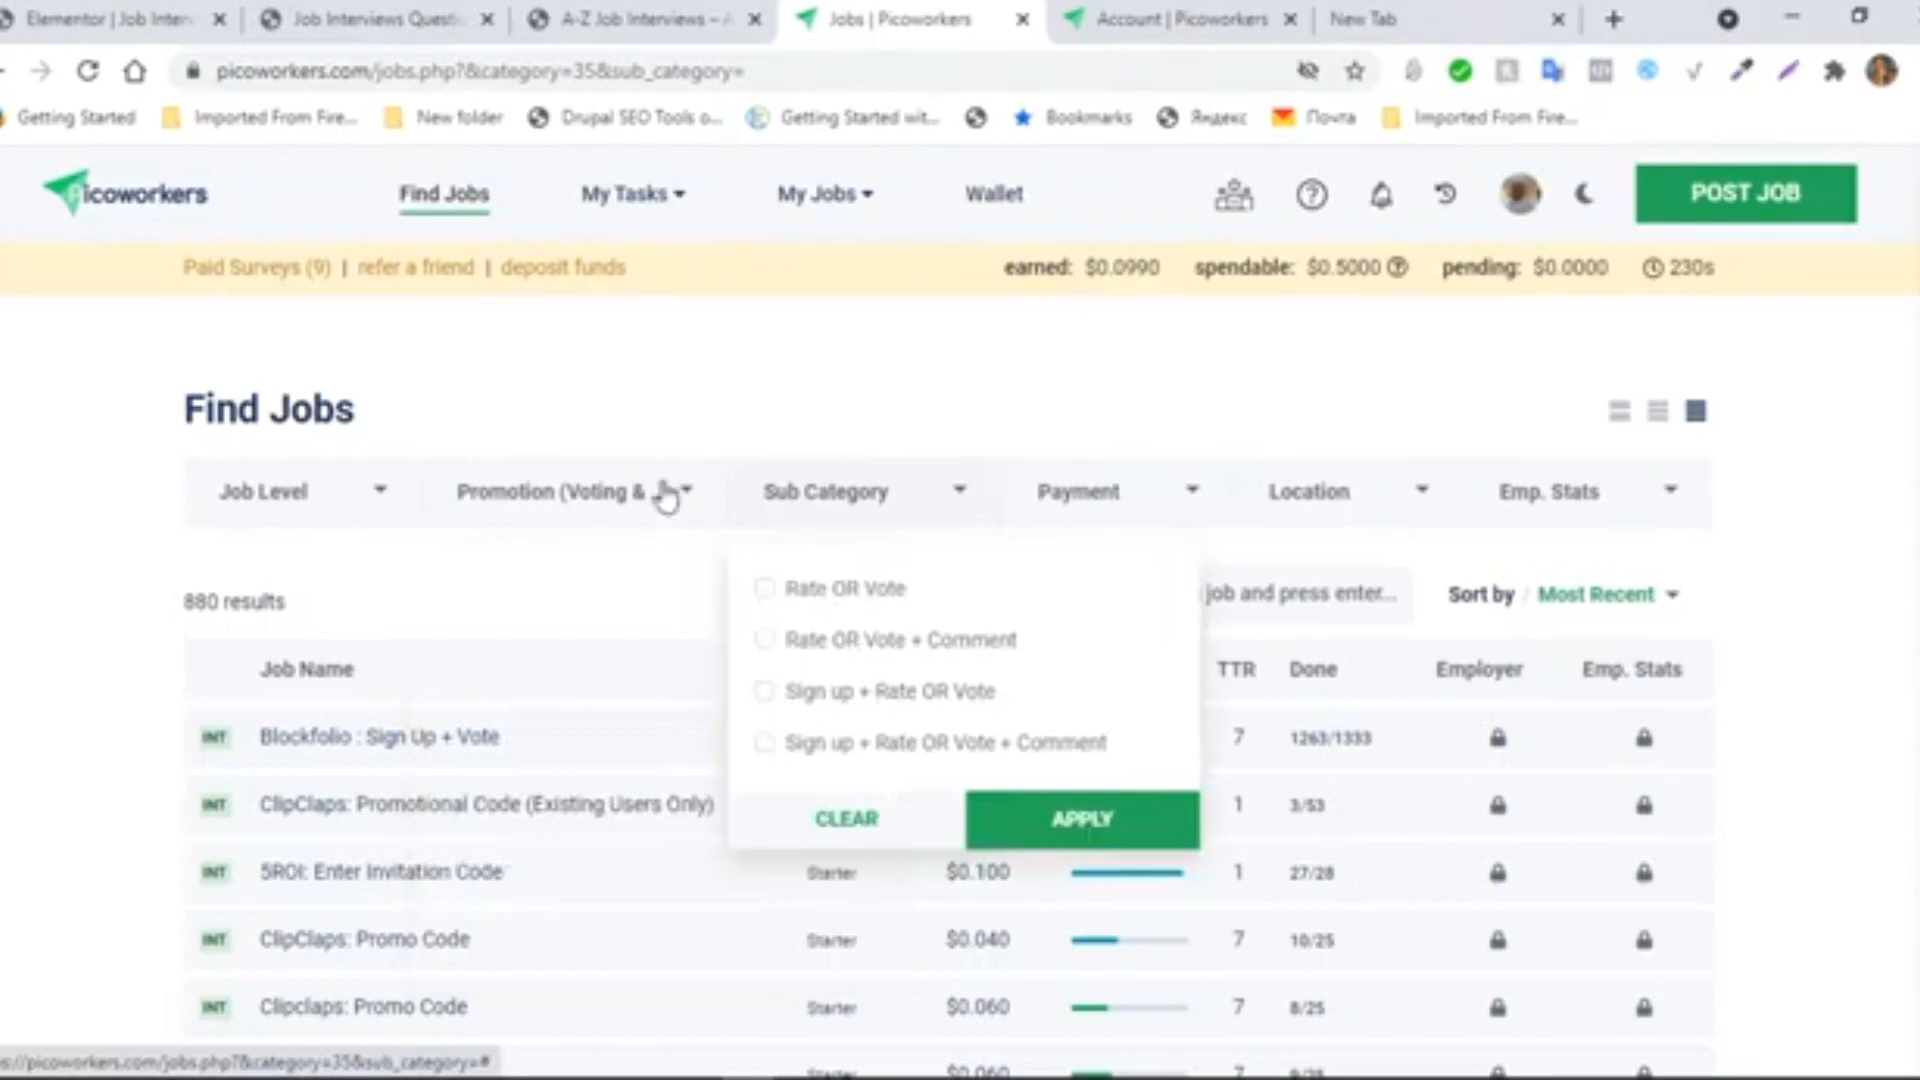 Elementor | Job Inter
Job Interviews Questi
A-Z Job Interviews –
Jobs | Picoworkers
Account | Picoworkers
New Tab
picoworkers.com/jobs.php?&category=35&sub_category=
Getting Started
Imported From Fire...
New folder
Drupal SEO Tools o...
Getting Started wit...
Bookmarks
Яндекс
Почта
Imported From Fire...
Picoworkers
Find Jobs
My Tasks
My Jobs
Wallet
POST JOB
Paid Surveys (9) | refer a friend | deposit funds
earned: $0.0990
spendable: $0.5000
pending: $0.0000
230s
Find Jobs
Job Level
Promotion (Voting &
Sub Category
Payment
Location
Emp. Stats
880 results
Rate OR Vote
Rate OR Vote + Comment
Sign up + Rate OR Vote
Sign up + Rate OR Vote + Comment
CLEAR
APPLY
job and press enter...
Sort by / Most Recent
Job Name
TTR
Done
Employer
Emp. Stats
INT Blockfolio : Sign Up + Vote 7 1263/1333
INT ClipClaps: Promotional Code (Existing Users Only) 1 3/53
INT 5ROI: Enter Invitation Code Starter $0.100 1 27/28
INT ClipClaps: Promo Code Starter $0.040 7 10/25
INT Clipclaps: Promo Code Starter $0.060 7 8/25
Starter $0.060 7
s://picoworkers.com/jobs.php?&category=35&sub_category=#